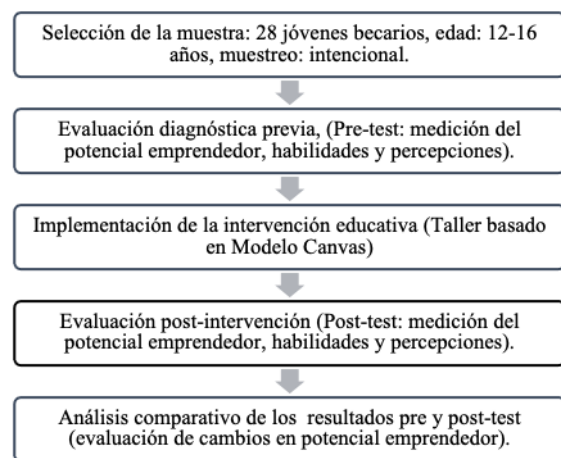 Selección de la muestra: 28 jóvenes becarios, edad: 12-16
años, muestreo: intencional.
Evaluación diagnóstica previa, (Pre-test: medición del
potencial emprendedor, habilidades y percepciones).
Implementación de la intervención educativa (Taller basado
en Modelo Canvas)
Evaluación post-intervención (Post-test: medición del
potencial emprendedor, habilidades y percepciones).
Análisis comparativo de los resultados pre y post-test
(evaluación de cambios en potencial emprendedor).